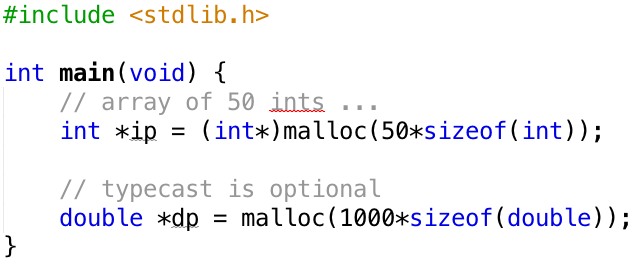 #include <stdlib.h>
int main(void) {
// array of 50 ints ...
int *ip = (int*)malloc(50*sizeof(int));
// typecast is optional
double *dp = malloc(1000*sizeof(double));
}